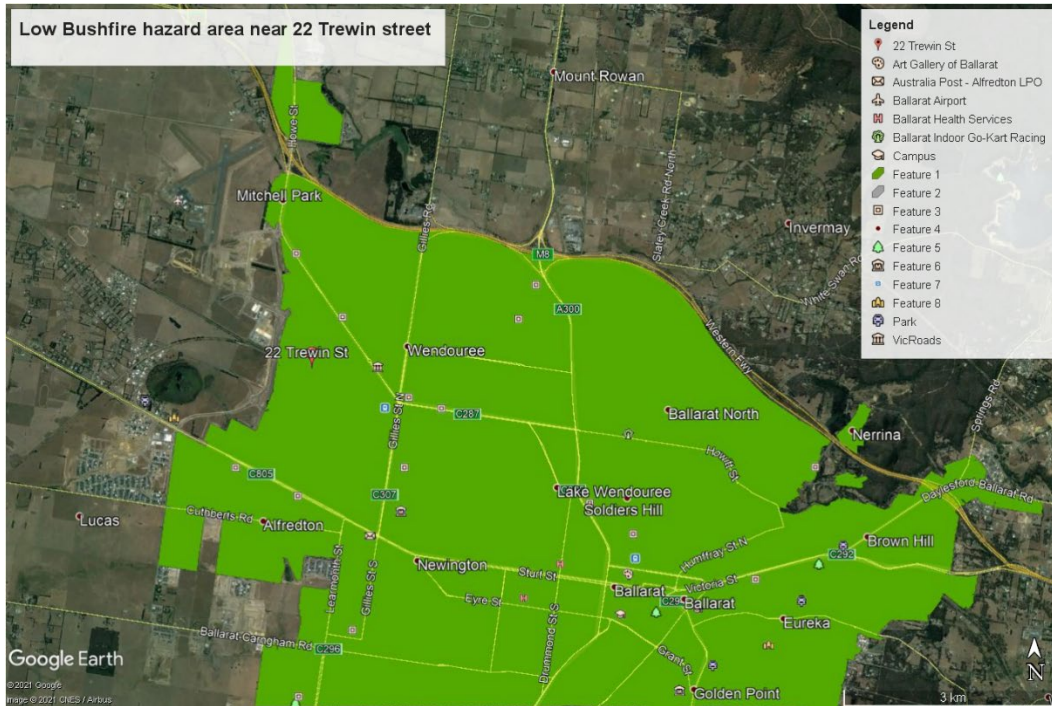 Low Bushfire hazard area near 22 Trewin street
Legend
22 Trewin St
Art Gallery of Ballarat
Australia Post - Alfredton LPO
Ballarat Airport
Ballarat Health Services
Ballarat Indoor Go-Kart Racing
Campus
Feature 1
Feature 2
Feature 3
Feature 4
Feature 5
Feature 6
Feature 7
Feature 8
Park
VicRoads
Mount Rowan
Howe St
Mitchell Park
Gillies Rd
Slatey Creek Rd North
Invermay
White Swan Rd
M8
A300
Western Fwy
22 Trewin St
Wendouree
Ballarat North
C287
Gillies St N
Howitt St
Nerrina
Springs Rd
C805
C307
Lake Wendouree
Soldiers Hill
Daylesford Ballarat Rd
Lucas
Cuthberts Rd
Alfredton
Brown Hill
Humffray St N
C292
Newington
Sturt St
Victoria St
Learmonth St
Gillies St S
Eyre St
Ballarat
Ballarat
Eureka
Drummond St S
Ballarat-Carngham Rd
C296
Grant St
Golden Point
Google Earth
©2021 Google
Image © 2021 CNES / Airbus
N
3 km